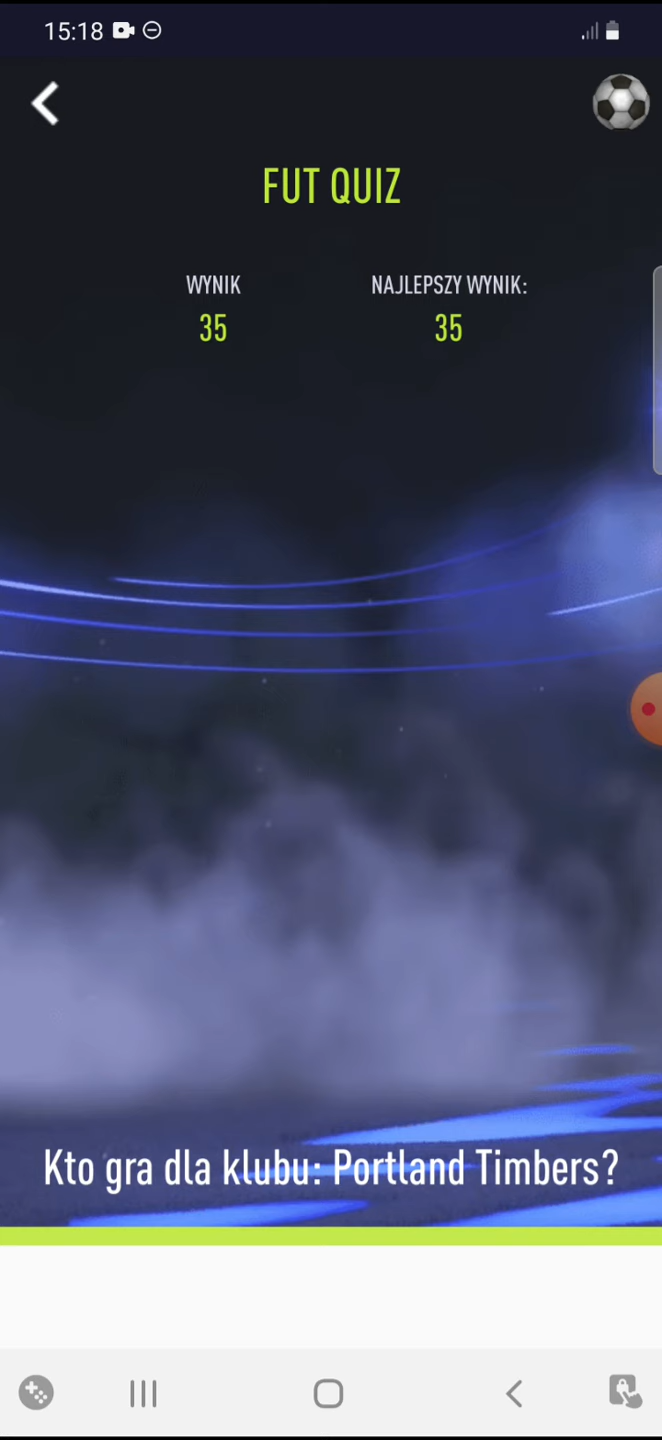 15:18
FUT QUIZ
WYNIK
NAJLEPSZY WYNIK:
35
35
Kto gra dla klubu: Portland Timbers?